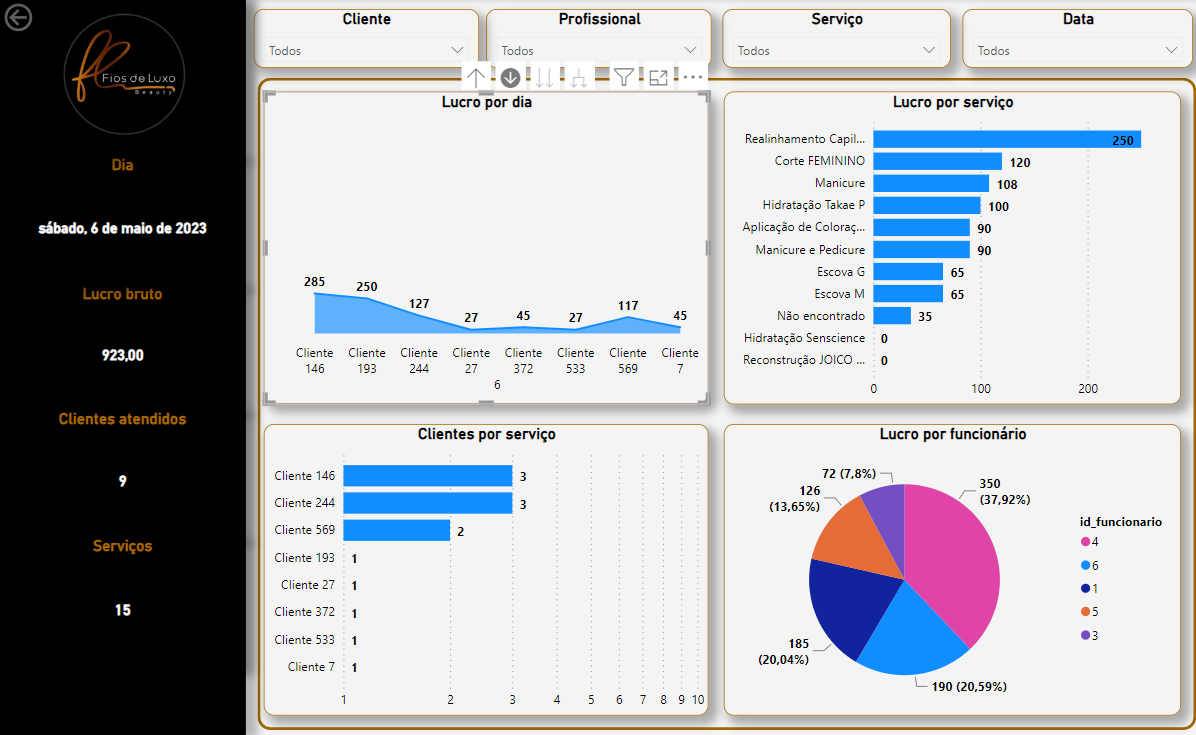 Fios de Luxo
Beauty
Dia
sábado, 6 de maio de 2023
Lucro bruto
923,00
Clientes atendidos
9
Serviços
15
Cliente
Todos
Profissional
Todos
Serviço
Todos
Data
Todos
Lucro por dia
285
250
127
27
45
27
117
45
Cliente 146
Cliente 193
Cliente 244
Cliente 27
Cliente 372
Cliente 533
Cliente 569
Cliente 7
6
Lucro por serviço
Realinhamento Capil... 250
Corte FEMININO 120
Manicure 108
Hidratação Takae P 100
Aplicação de Coloraç... 90
Manicure e Pedicure 90
Escova G 65
Escova M 65
Não encontrado 35
Hidratação Senscience 0
Reconstrução JOICO ... 0
0 100 200
Clientes por serviço
Cliente 146 3
Cliente 244 3
Cliente 569 2
Cliente 193 1
Cliente 27 1
Cliente 372 1
Cliente 533 1
Cliente 7 1
1 2 3 4 5 6 7 8 9 10
Lucro por funcionário
72 (7,8%)
126
(13,65%)
185
(20,04%)
190 (20,59%)
350
(37,92%)
id_funcionario
4
6
1
5
3